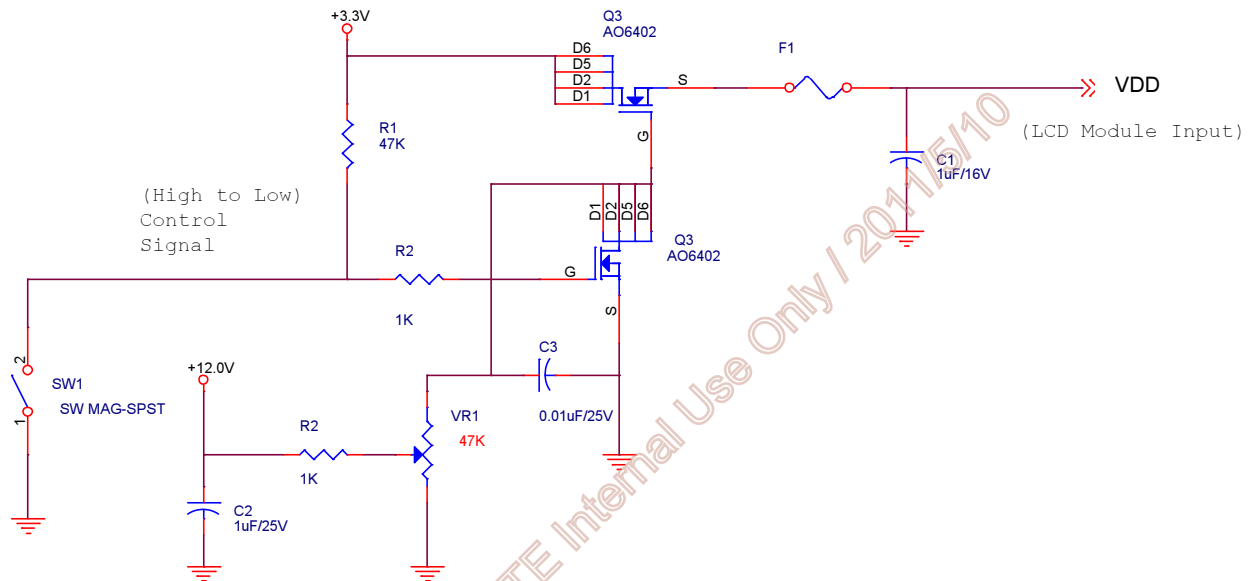 +3.3V
Q3
AO6402
D6
D5
D2
D1
S
G
F1
VDD
(LCD Module Input)
R1
47K
C1
1uF/16V
(High to Low)
Control
Signal
D1
D2
D5
D6
Q3
AO6402
R2
1K
G
S
2
SW1
SW MAG-SPST
1
+12.0V
C3
0.01uF/25V
R2
1K
VR1
47K
C2
1uF/25V
TE Internal Use Only / 2011/5/10